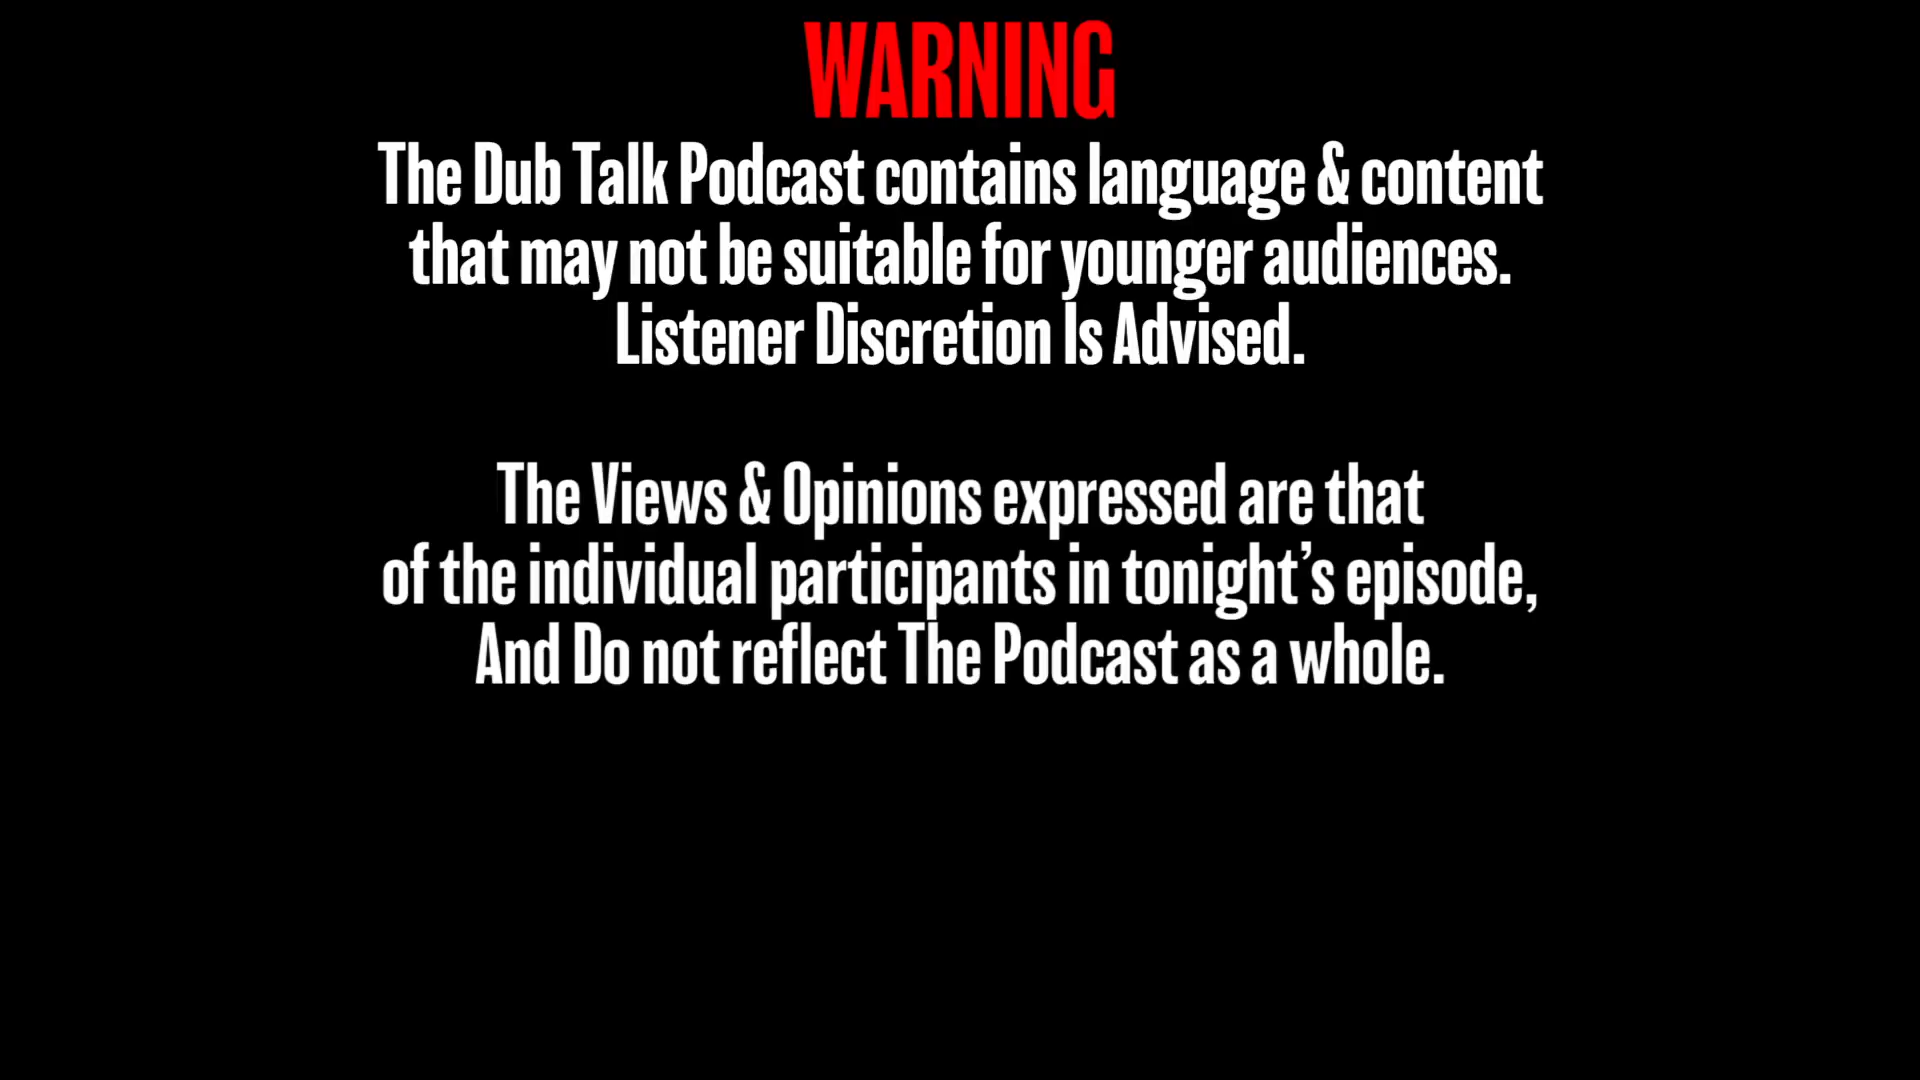 WARNING
The Dub Talk Podcast contains language & content
that may not be suitable for younger audiences.
Listener Discretion Is Advised.
The Views & Opinions expressed are that
of the individual participants in tonight’s episode,
And Do not reflect The Podcast as a whole.